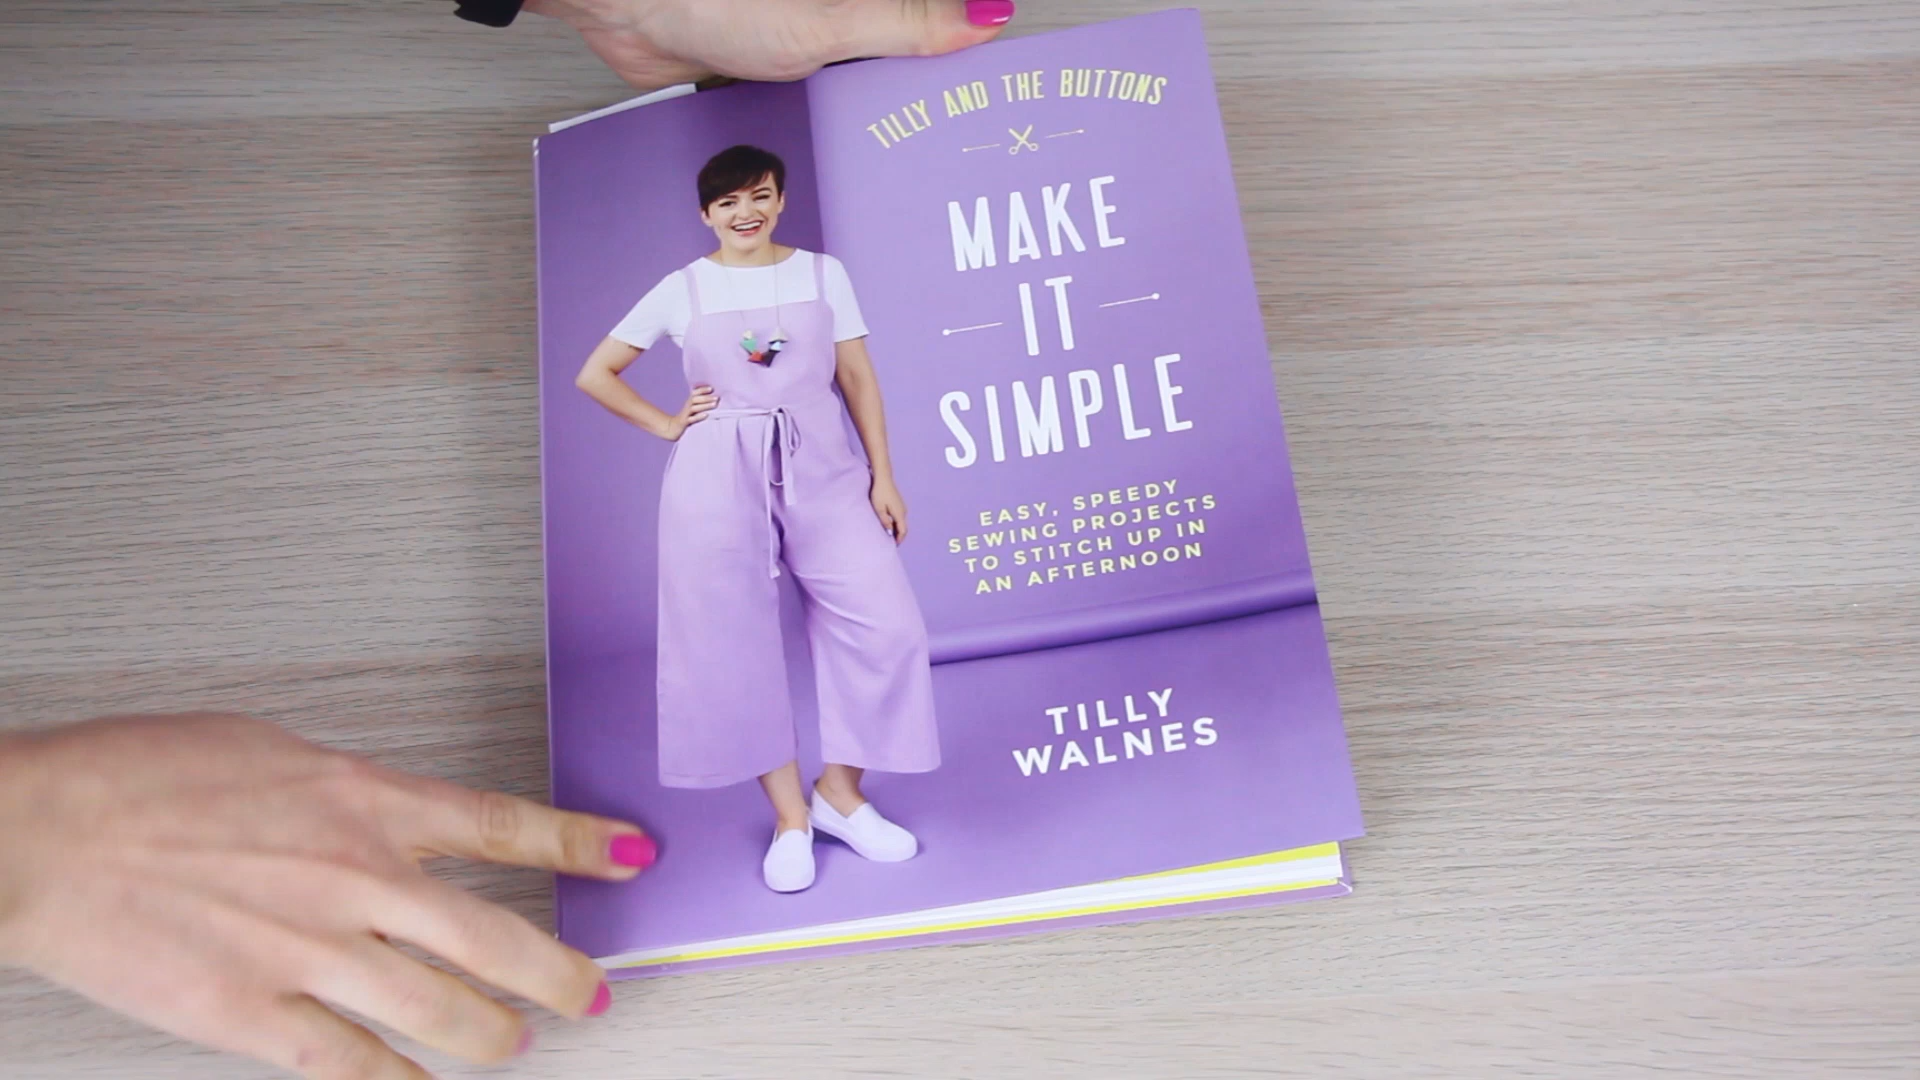 TILLY AND THE BUTTONS
MAKE
IT
SIMPLE
EASY, SPEEDY
SEWING PROJECTS
TO STITCH UP IN
AN AFTERNOON
TILLY
WALNES